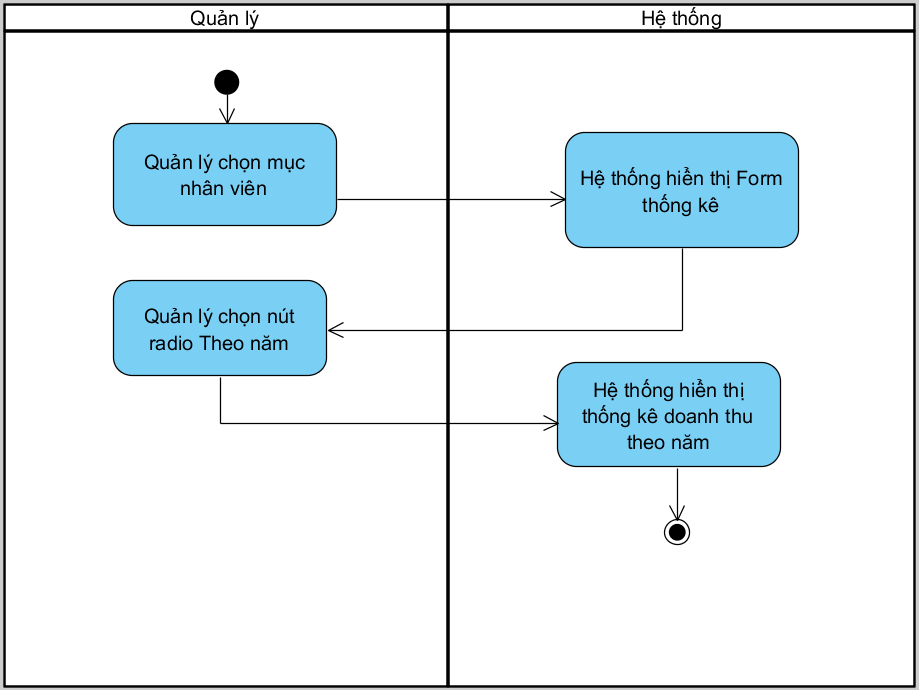 Quản lý
Hệ thống
Quản lý chọn mục
nhân viên
Hệ thống hiển thị Form
thống kê
Quản lý chọn nút
radio Theo năm
Hệ thống hiển thị
thống kê doanh thu
theo năm